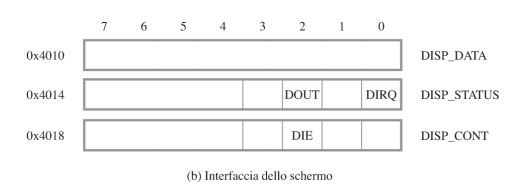 7 6 5 4 3 2 1 0
0x4010 DISP_DATA
0x4014 DOUT DIRQ DISP_STATUS
0x4018 DIE DISP_CONT
(b) Interfaccia dello schermo